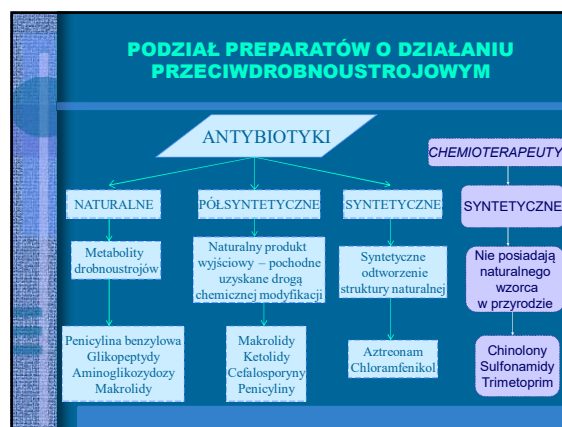 PODZIAŁ PREPARATÓW O DZIAŁANIU
PRZECIWDROBNOUSTROJOWYM
ANTYBIOTYKI
CHEMIOTERAPEUTY
NATURALNE
PÓŁSYNTETYCZNE
SYNTETYCZNE
SYNTETYCZNE
Metabolity
drobnoustrojów
Naturalny produkt
wyjściowy – pochodne
uzyskane drogą
chemicznej modyfikacji
Syntetyczne
odtworzenie
struktury naturalnej
Nie posiadają
naturalnego
wzorca
w przyrodzie
Penicylina benzylowa
Glikopeptydy
Aminoglikozydozy
Makrolidy
Makrolidy
Ketolidy
Cefalosporyny
Penicyliny
Aztreonam
Chloramfenikol
Chinolony
Sulfonamidy
Trimetoprim